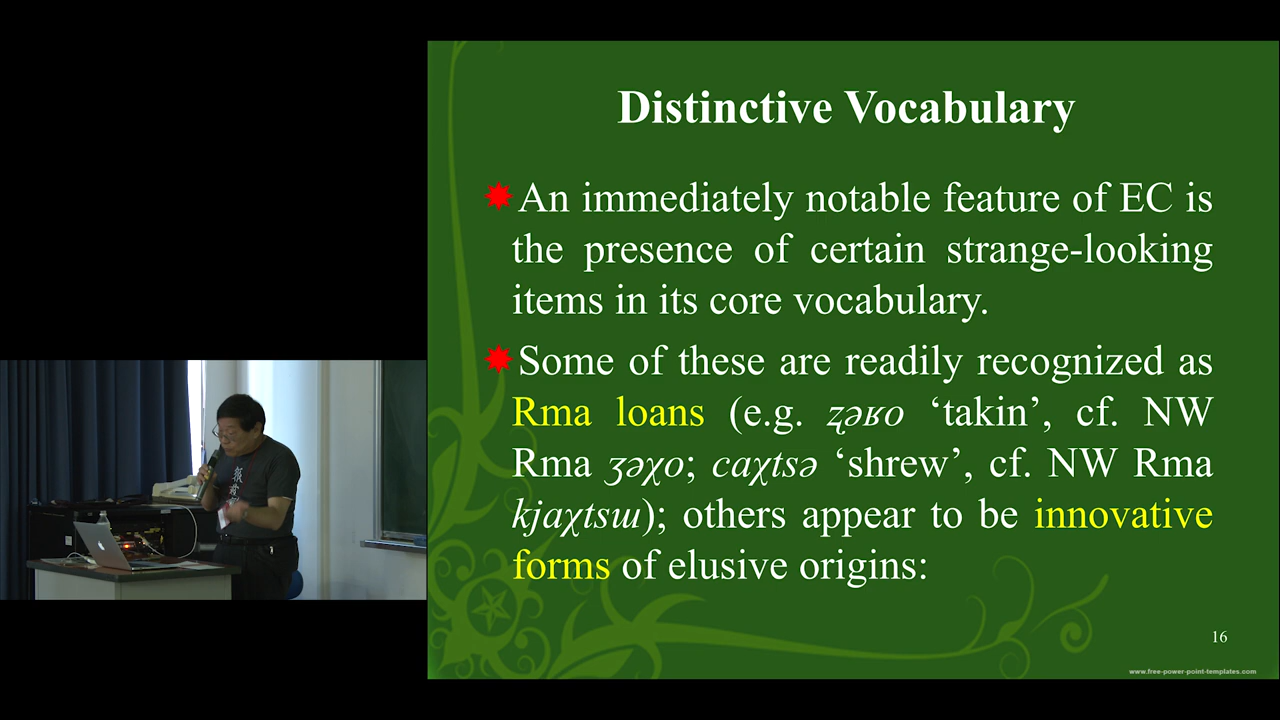 Distinctive Vocabulary
An immediately notable feature of EC is
the presence of certain strange-looking
items in its core vocabulary.
Some of these are readily recognized as
Rma loans (e.g. ʐəʁo ‘takin’, cf. NW
Rma ʒəχo; caχtsə ‘shrew’, cf. NW Rma
kjaχtsɯ); others appear to be innovative
forms of elusive origins:
16
www.free-power-point-templates.com